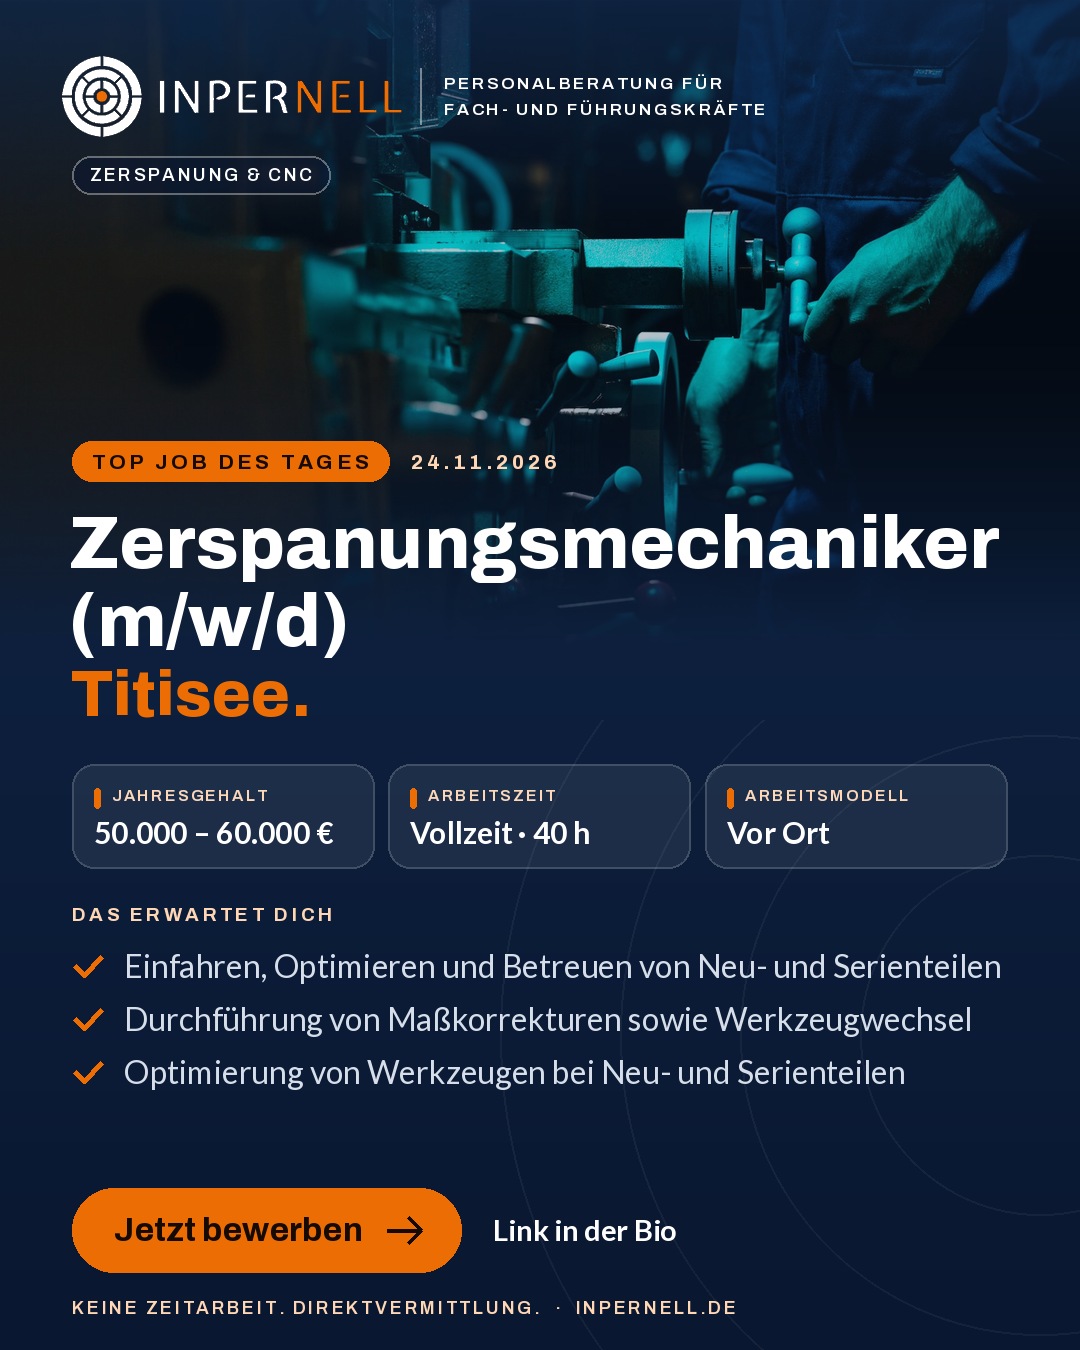 INPERNELL
PERSONALBERATUNG FÜR
FACH- UND FÜHRUNGSKRÄFTE
ZERSPANUNG & CNC
TOP JOB DES TAGES
24.11.2026
Zerspanungsmechaniker
(m/w/d)
Titisee.
JAHRESGEHALT
50.000 – 60.000 €
ARBEITSZEIT
Vollzeit · 40 h
ARBEITSMODELL
Vor Ort
DAS ERWARTET DICH
Einfahren, Optimieren und Betreuen von Neu- und Serienteilen
Durchführung von Maßkorrekturen sowie Werkzeugwechsel
Optimierung von Werkzeugen bei Neu- und Serienteilen
Jetzt bewerben →
Link in der Bio
KEINE ZEITARBEIT. DIREKTVERMITTLUNG. · INPERNELL.DE